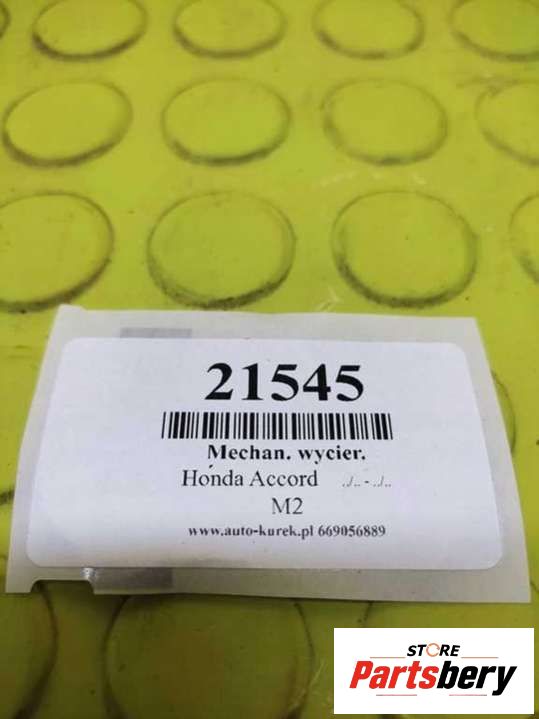 21545
Mechan. wycier.
Honda Accord ../.. - ../..
M2
www.auto-kurek.pl 669056889
STORE
Partsbery